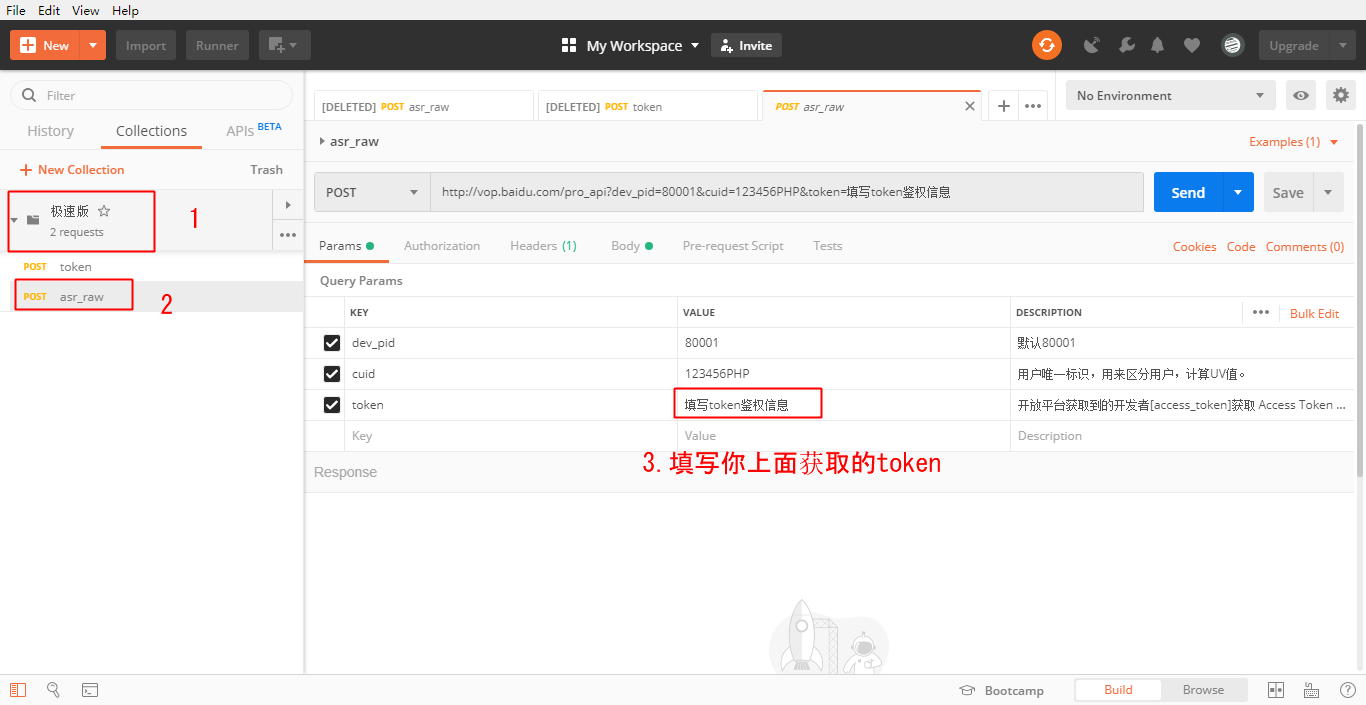 File Edit View Help
New Import Runner My Workspace Invite Upgrade
Filter
History Collections APIs BETA
New Collection Trash
极速版
2 requests
1
POST token
POST asr_raw
2
[DELETED] POST asr_raw [DELETED] POST token POST asr_raw
No Environment
asr_raw Examples (1)
POST http://vop.baidu.com/pro_api?dev_pid=80001&cuid=123456PHP&token=填写token鉴权信息 Send Save
Params Authorization Headers (1) Body Pre-request Script Tests Cookies Code Comments (0)
Query Params
KEY VALUE DESCRIPTION Bulk Edit
dev_pid 80001 默认80001
cuid 123456PHP 用户唯一标识，用来区分用户，计算UV值。
token 填写token鉴权信息 开放平台获取到的开发者[access_token]获取 Access Token ...
Key Value Description
3.填写你上面获取的token
Response
Bootcamp Build Browse